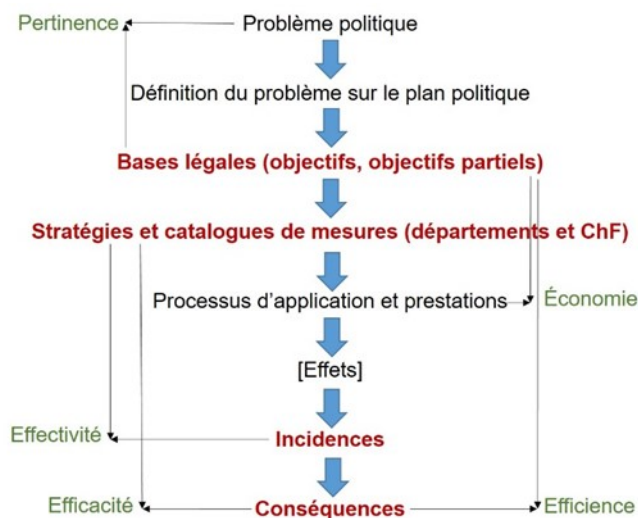 Pertinence
Problème politique
Définition du problème sur le plan politique
Bases légales (objectifs, objectifs partiels)
Stratégies et catalogues de mesures (départements et ChF)
Processus d’application et prestations
Économie
[Effets]
Effectivité
Incidences
Efficacité
Conséquences
Efficience